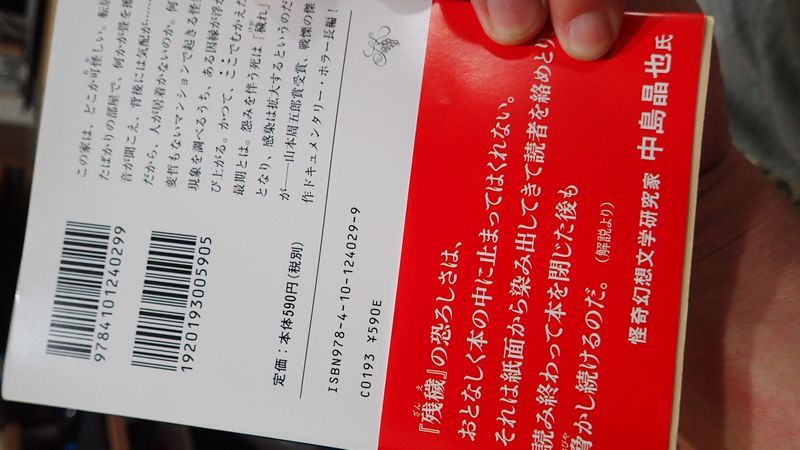 この家は、どこか可怪しい。転居し
たばかりの部屋で、何かが畳を擦
音が聞こえ、背後には気配が……。
だから、人が居着かないのか。何
変哲もないマンションで起きる怪
現象を調べるうち、ある因縁が浮か
び上がる。かつて、ここでむかえた
最期とは。怨みを伴う死は「穢れ」
となり、感染は拡大するというのだ
が――山本周五郎賞受賞、戦慄の傑
作ドキュメンタリー・ホラー長編!
9784101240299
1920193005905
定価:本体590円(税別)
ISBN978-4-10-124029-9
C0193 ¥590E
『残穢』の恐ろしさは、
おとなしく本の中に止まってはくれない。
それは紙面から染み出してきて読者を絡めとり
読み終わって本を閉じた後も
脅かし続けるのだ。(解説より)
怪奇幻想文学研究家 中島晶也氏